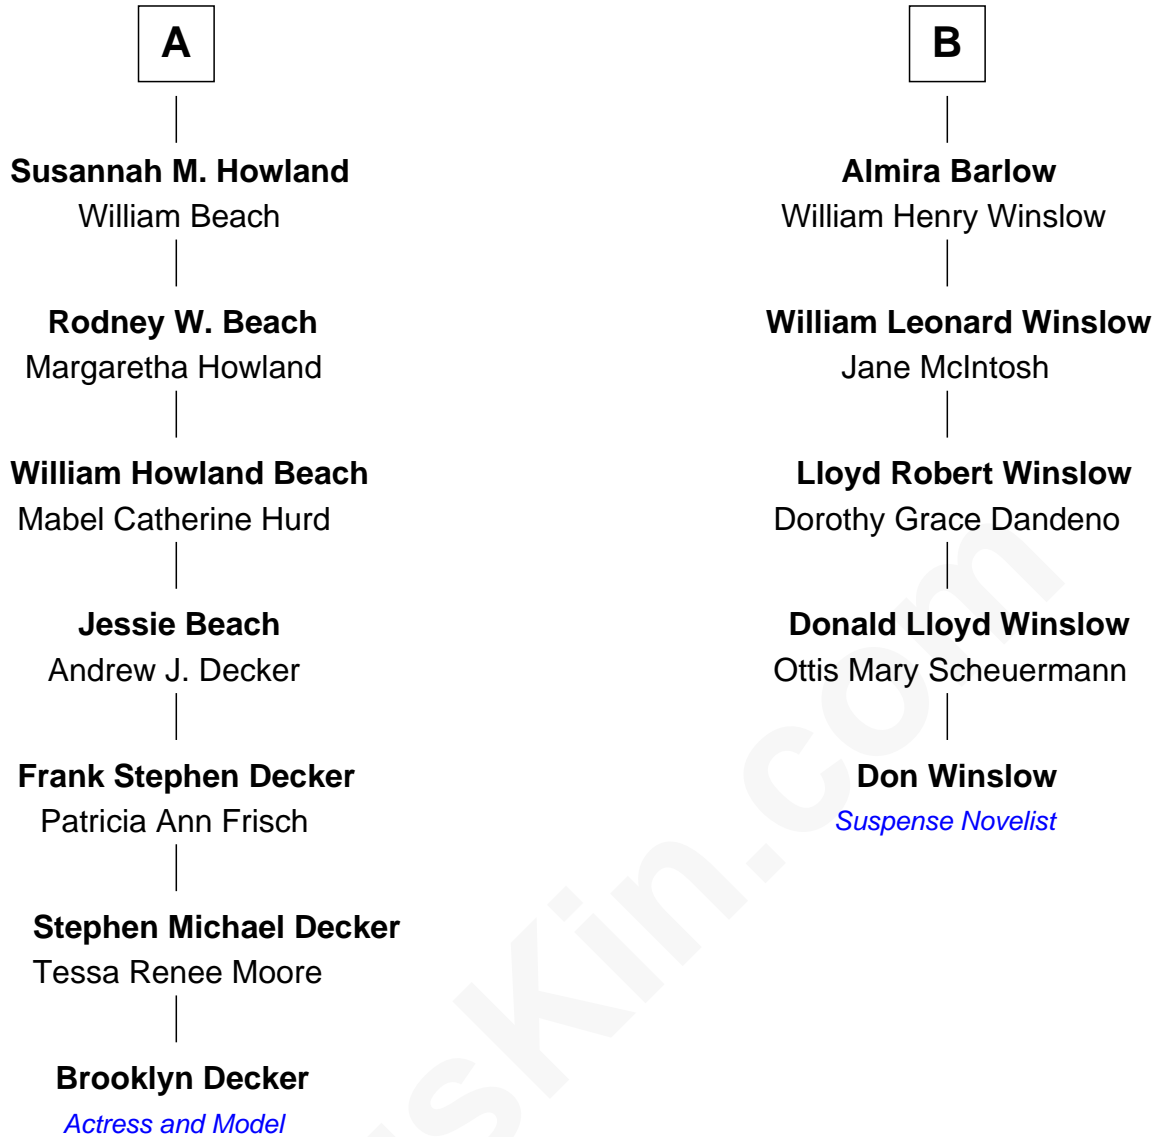 A
Susannah M. Howland
William Beach
Rodney W. Beach
Margaretha Howland
William Howland Beach
Mabel Catherine Hurd
Jessie Beach
Andrew J. Decker
Frank Stephen Decker
Patricia Ann Frisch
Stephen Michael Decker
Tessa Renee Moore
Brooklyn Decker
Actress and Model
B
Almira Barlow
William Henry Winslow
William Leonard Winslow
Jane McIntosh
Lloyd Robert Winslow
Dorothy Grace Dandeno
Donald Lloyd Winslow
Ottis Mary Scheuermann
Don Winslow
Suspense Novelist